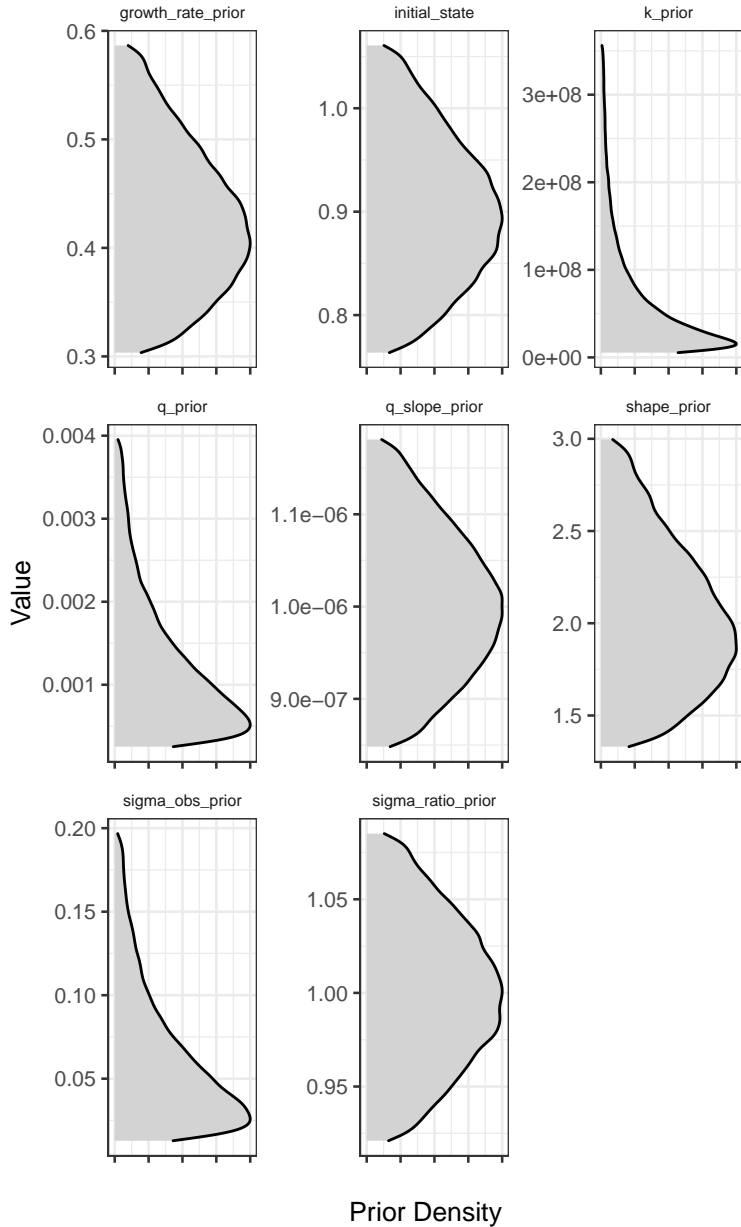 growth_rate_prior
initial_state
k_prior
0.6
0.5
0.4
0.3
1.0
0.9
0.8
3e+08
2e+08
1e+08
0e+00
q_prior
q_slope_prior
shape_prior
0.004
0.003
0.002
0.001
1.1e−06
1.0e−06
9.0e−07
3.0
2.5
2.0
1.5
Value
sigma_obs_prior
sigma_ratio_prior
0.20
0.15
0.10
0.05
1.05
1.00
0.95
Prior Density